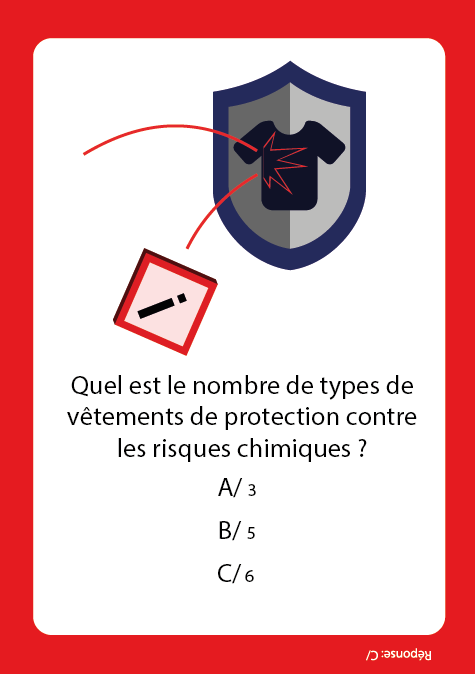 Quel est le nombre de types de
vêtements de protection contre
les risques chimiques ?
A/ 3
B/ 5
C/ 6
Réponse: C/